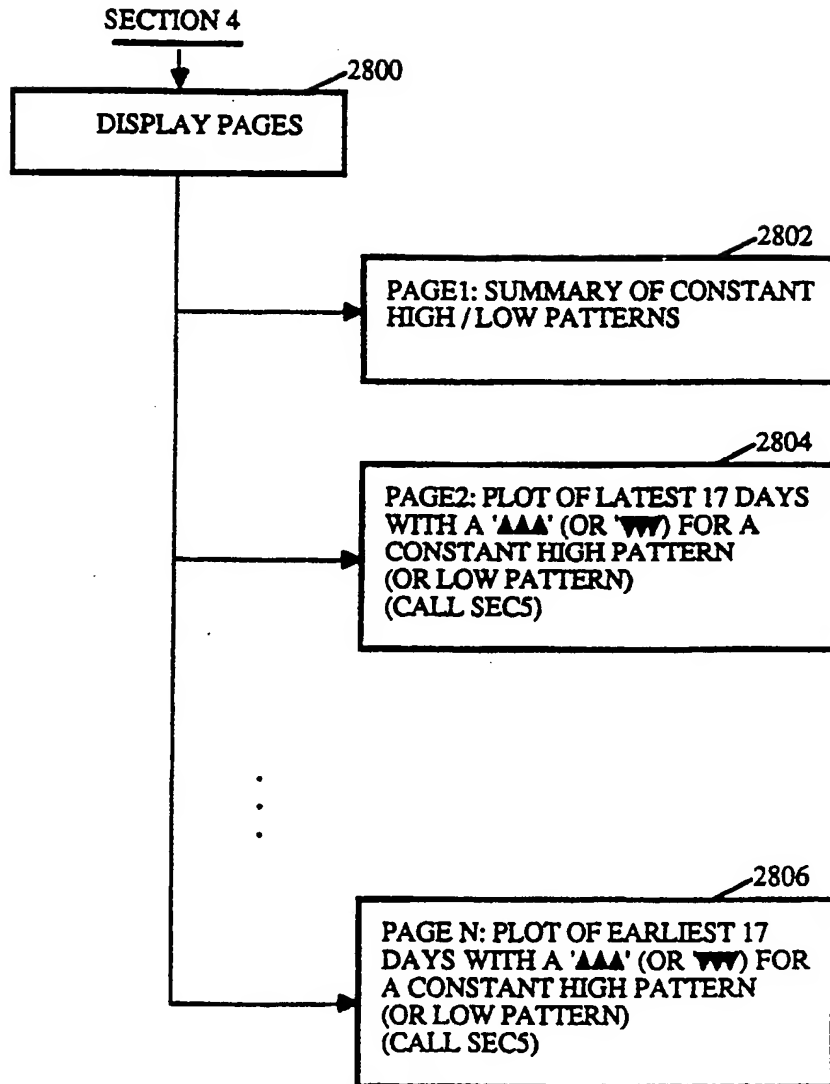 SECTION 4
2800
DISPLAY PAGES
2802
PAGE1: SUMMARY OF CONSTANT
HIGH / LOW PATTERNS
2804
PAGE2: PLOT OF LATEST 17 DAYS
WITH A '▲▲▲' (OR '▼▼▼') FOR A
CONSTANT HIGH PATTERN
(OR LOW PATTERN)
(CALL SEC5)
2806
PAGE N: PLOT OF EARLIEST 17
DAYS WITH A '▲▲▲' (OR '▼▼▼') FOR
A CONSTANT HIGH PATTERN
(OR LOW PATTERN)
(CALL SEC5)